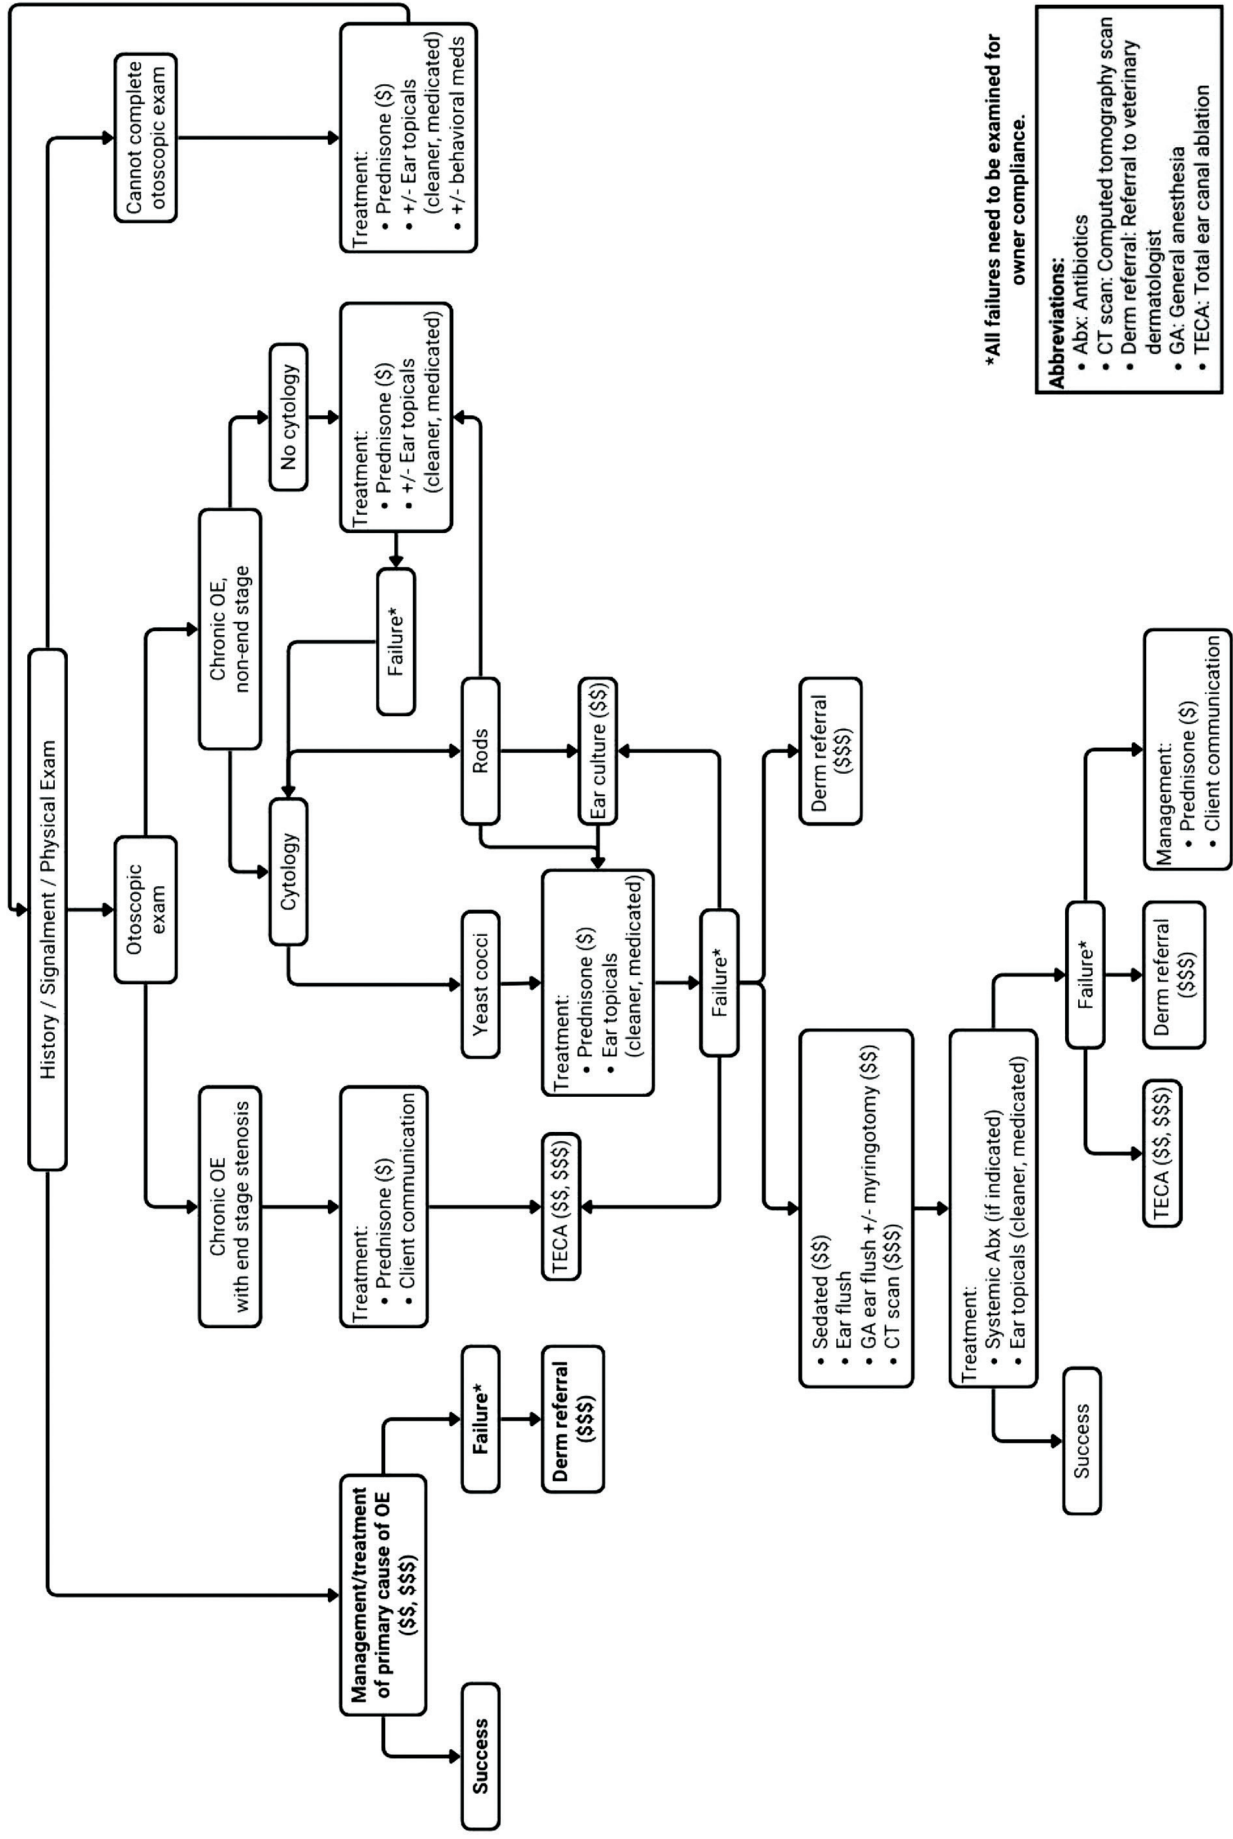 History / Signalment / Physical Exam
Otoscopic
exam
Cannot complete
otoscopic exam
Chronic OE
with end stage stenosis
Chronic OE,
non-end stage
Cytology
No cytology
Management/treatment
of primary cause of OE
($$, $$$)
Treatment:
• Prednisone ($)
• Client communication
Treatment:
• Prednisone ($)
• +/- Ear topicals
(cleaner, medicated)
Treatment:
• Prednisone ($)
• +/- Ear topicals
(cleaner, medicated)
• +/- behavioral meds
Failure*
Success
Failure*
Yeast cocci
Rods
Derm referral
($$$)
TECA ($$, $$$)
Treatment:
• Prednisone ($)
• Ear topicals
(cleaner, medicated)
Ear culture ($$)
Failure*
• Sedated ($$)
• Ear flush
• GA ear flush +/- myringotomy ($$)
• CT scan ($$$)
Derm referral
($$$)
Treatment:
• Systemic Abx (if indicated)
• Ear topicals (cleaner, medicated)
Success
Failure*
TECA ($$, $$$)
Derm referral
($$$)
Management:
• Prednisone ($)
• Client communication
*All failures need to be examined for
owner compliance.
Abbreviations:
• Abx: Antibiotics
• CT scan: Computed tomography scan
• Derm referral: Referral to veterinary
dermatologist
• GA: General anesthesia
• TECA: Total ear canal ablation